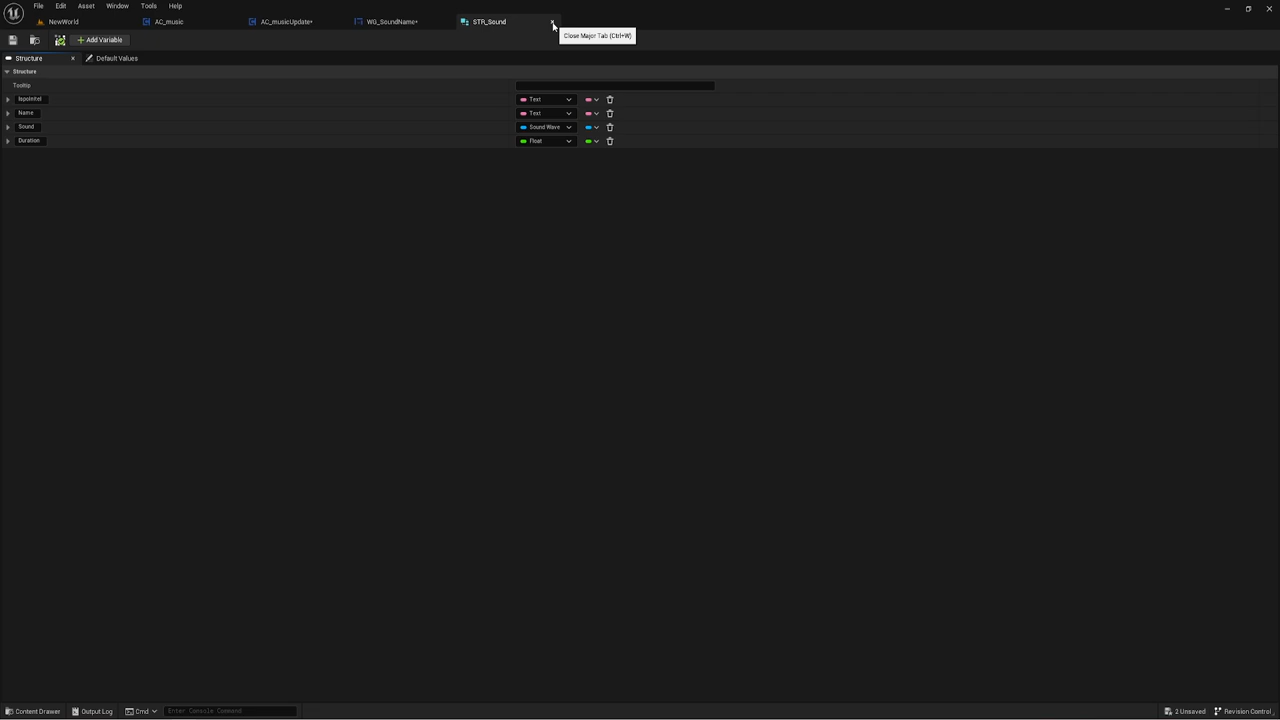 File Edit Asset Window Tools Help
NewWorld AC_music AC_musicUpdate* WG_SoundName* STR_Sound
Close Major Tab (Ctrl+W)
Add Variable
Structure Default Values
Structure
Tooltip
Text
Name Text
Sound Sound Wave
Duration Float
Content Drawer Output Log Cmd Enter Console Command 2 Unsaved Revision Control